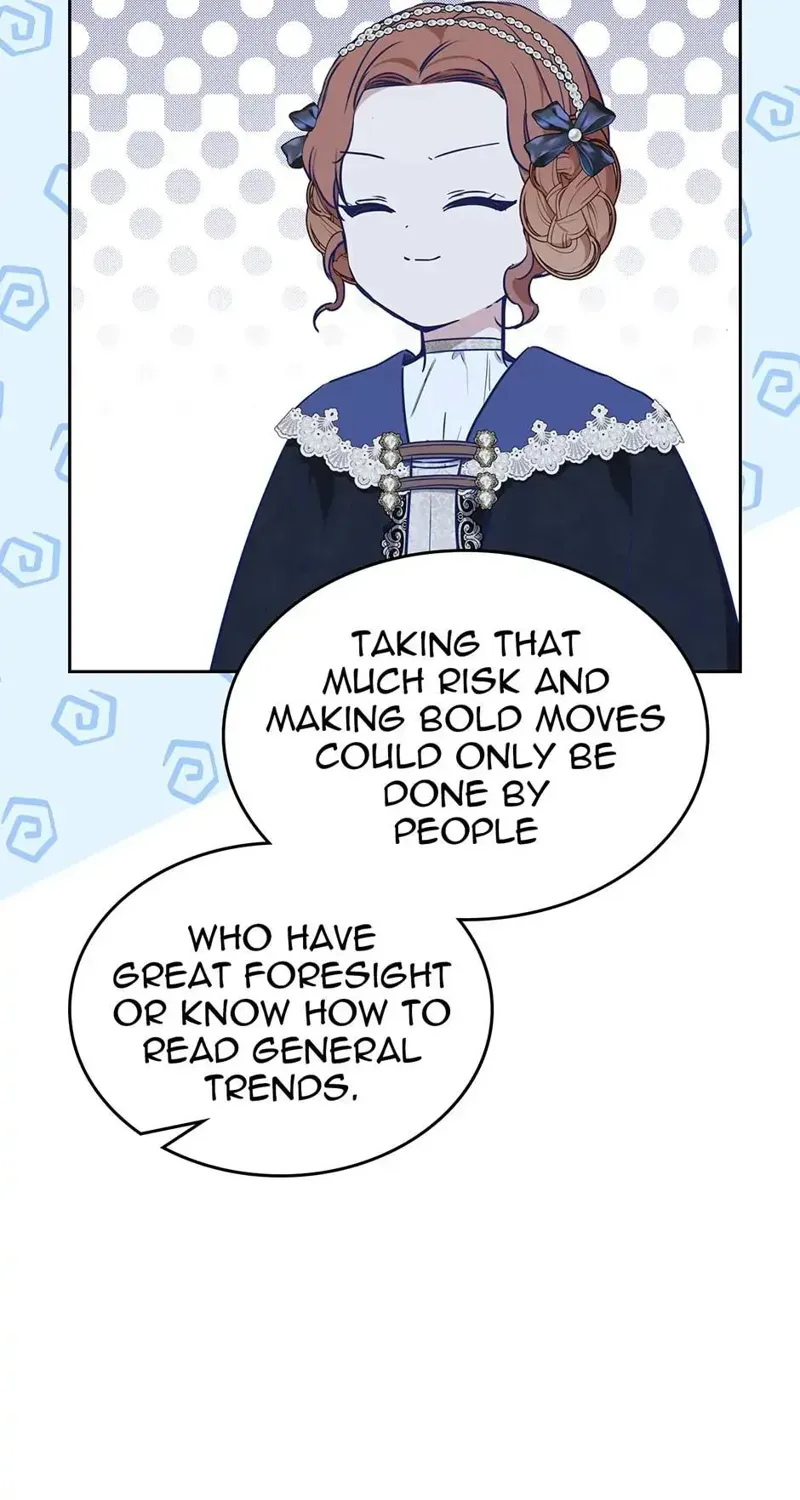 TAKING THAT
MUCH RISK AND
MAKING BOLD MOVES
COULD ONLY BE
DONE BY
PEOPLE
WHO HAVE
GREAT FORESIGHT
OR KNOW HOW TO
READ GENERAL
TRENDS.